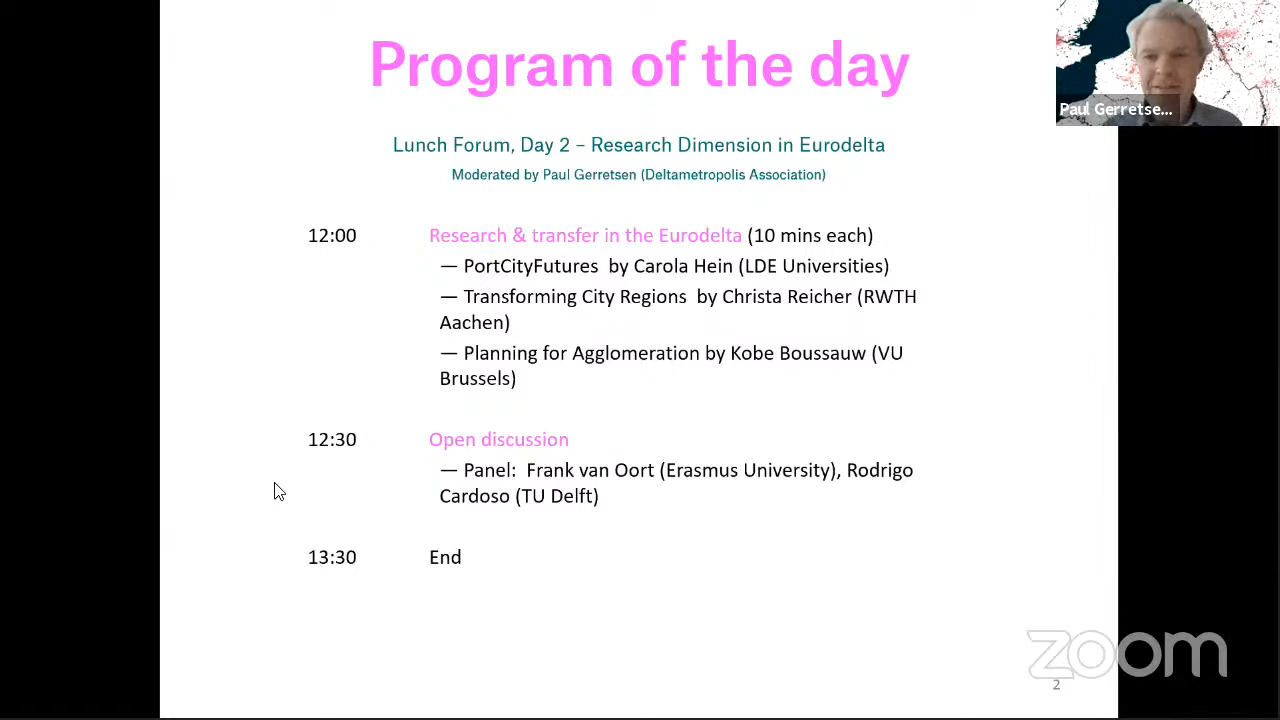 Program of the day
Paul Gerretse...
Lunch Forum, Day 2 – Research Dimension in Eurodelta
Moderated by Paul Gerretsen (Deltametropolis Association)
12:00 Research & transfer in the Eurodelta (10 mins each)
— PortCityFutures by Carola Hein (LDE Universities)
— Transforming City Regions by Christa Reicher (RWTH
Aachen)
— Planning for Agglomeration by Kobe Boussauw (VU
Brussels)
12:30 Open discussion
— Panel: Frank van Oort (Erasmus University), Rodrigo
Cardoso (TU Delft)
13:30 End
zoom
2